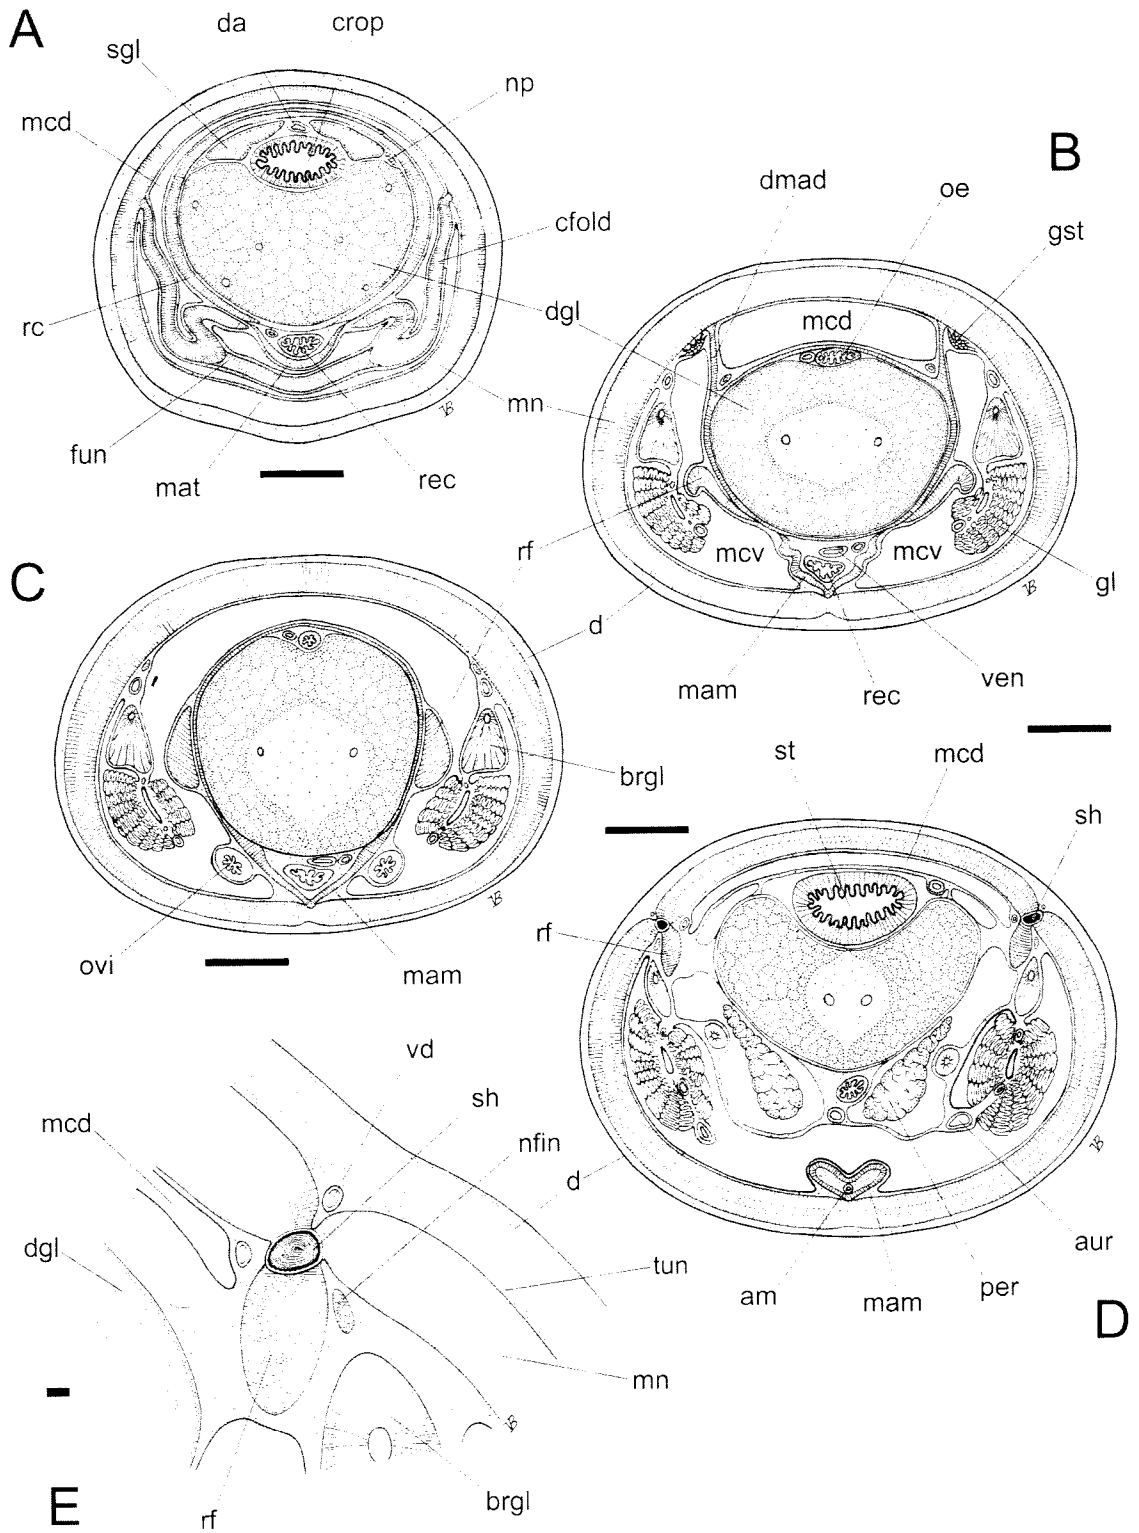 A
da
crop
sgl
np
mcd
cfold
rc
dgl
fun
mat
rec
mn
B
dmad
oe
gst
mcd
mcv
mcv
rf
gl
d
mam
rec
ven
C
brgl
ovi
mam
st
mcd
sh
rf
d
am
mam
per
aur
D
vd
sh
mcd
nfin
dgl
tun
mn
rf
brgl
E